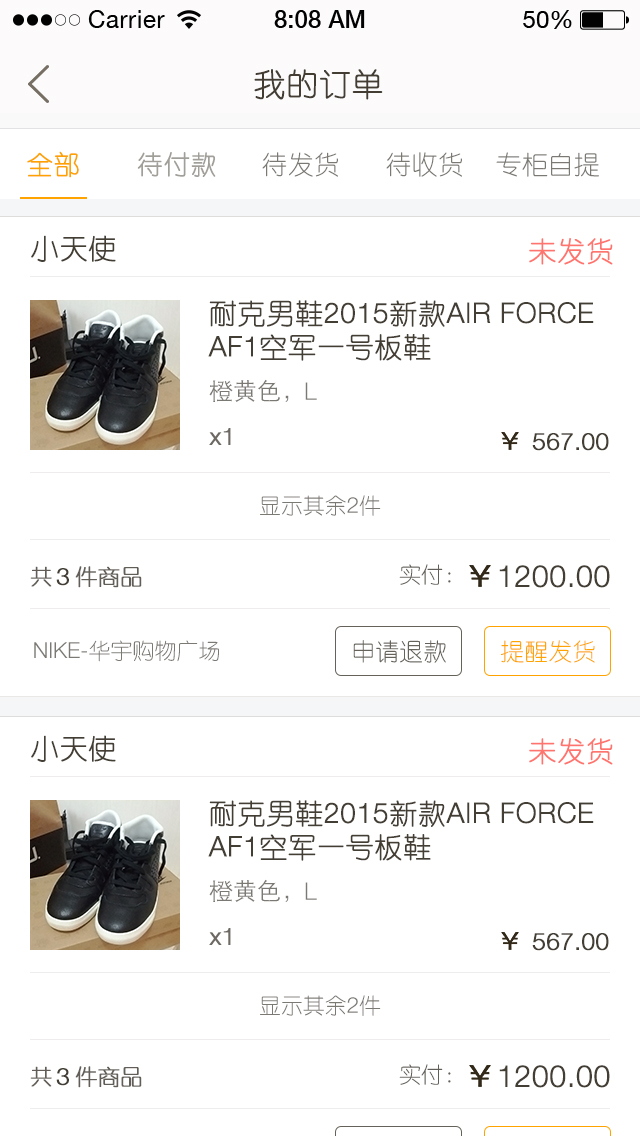 Carrier 8:08 AM 50%
我的订单
全部 待付款 待发货 待收货 专柜自提
小天使 未发货
耐克男鞋2015新款AIR FORCE
AF1空军一号板鞋
橙黄色，L
x1 ¥ 567.00
显示其余2件
共3件商品 实付：¥1200.00
NIKE-华宇购物广场 申请退款 提醒发货
小天使 未发货
耐克男鞋2015新款AIR FORCE
AF1空军一号板鞋
橙黄色，L
x1 ¥ 567.00
显示其余2件
共3件商品 实付：¥1200.00